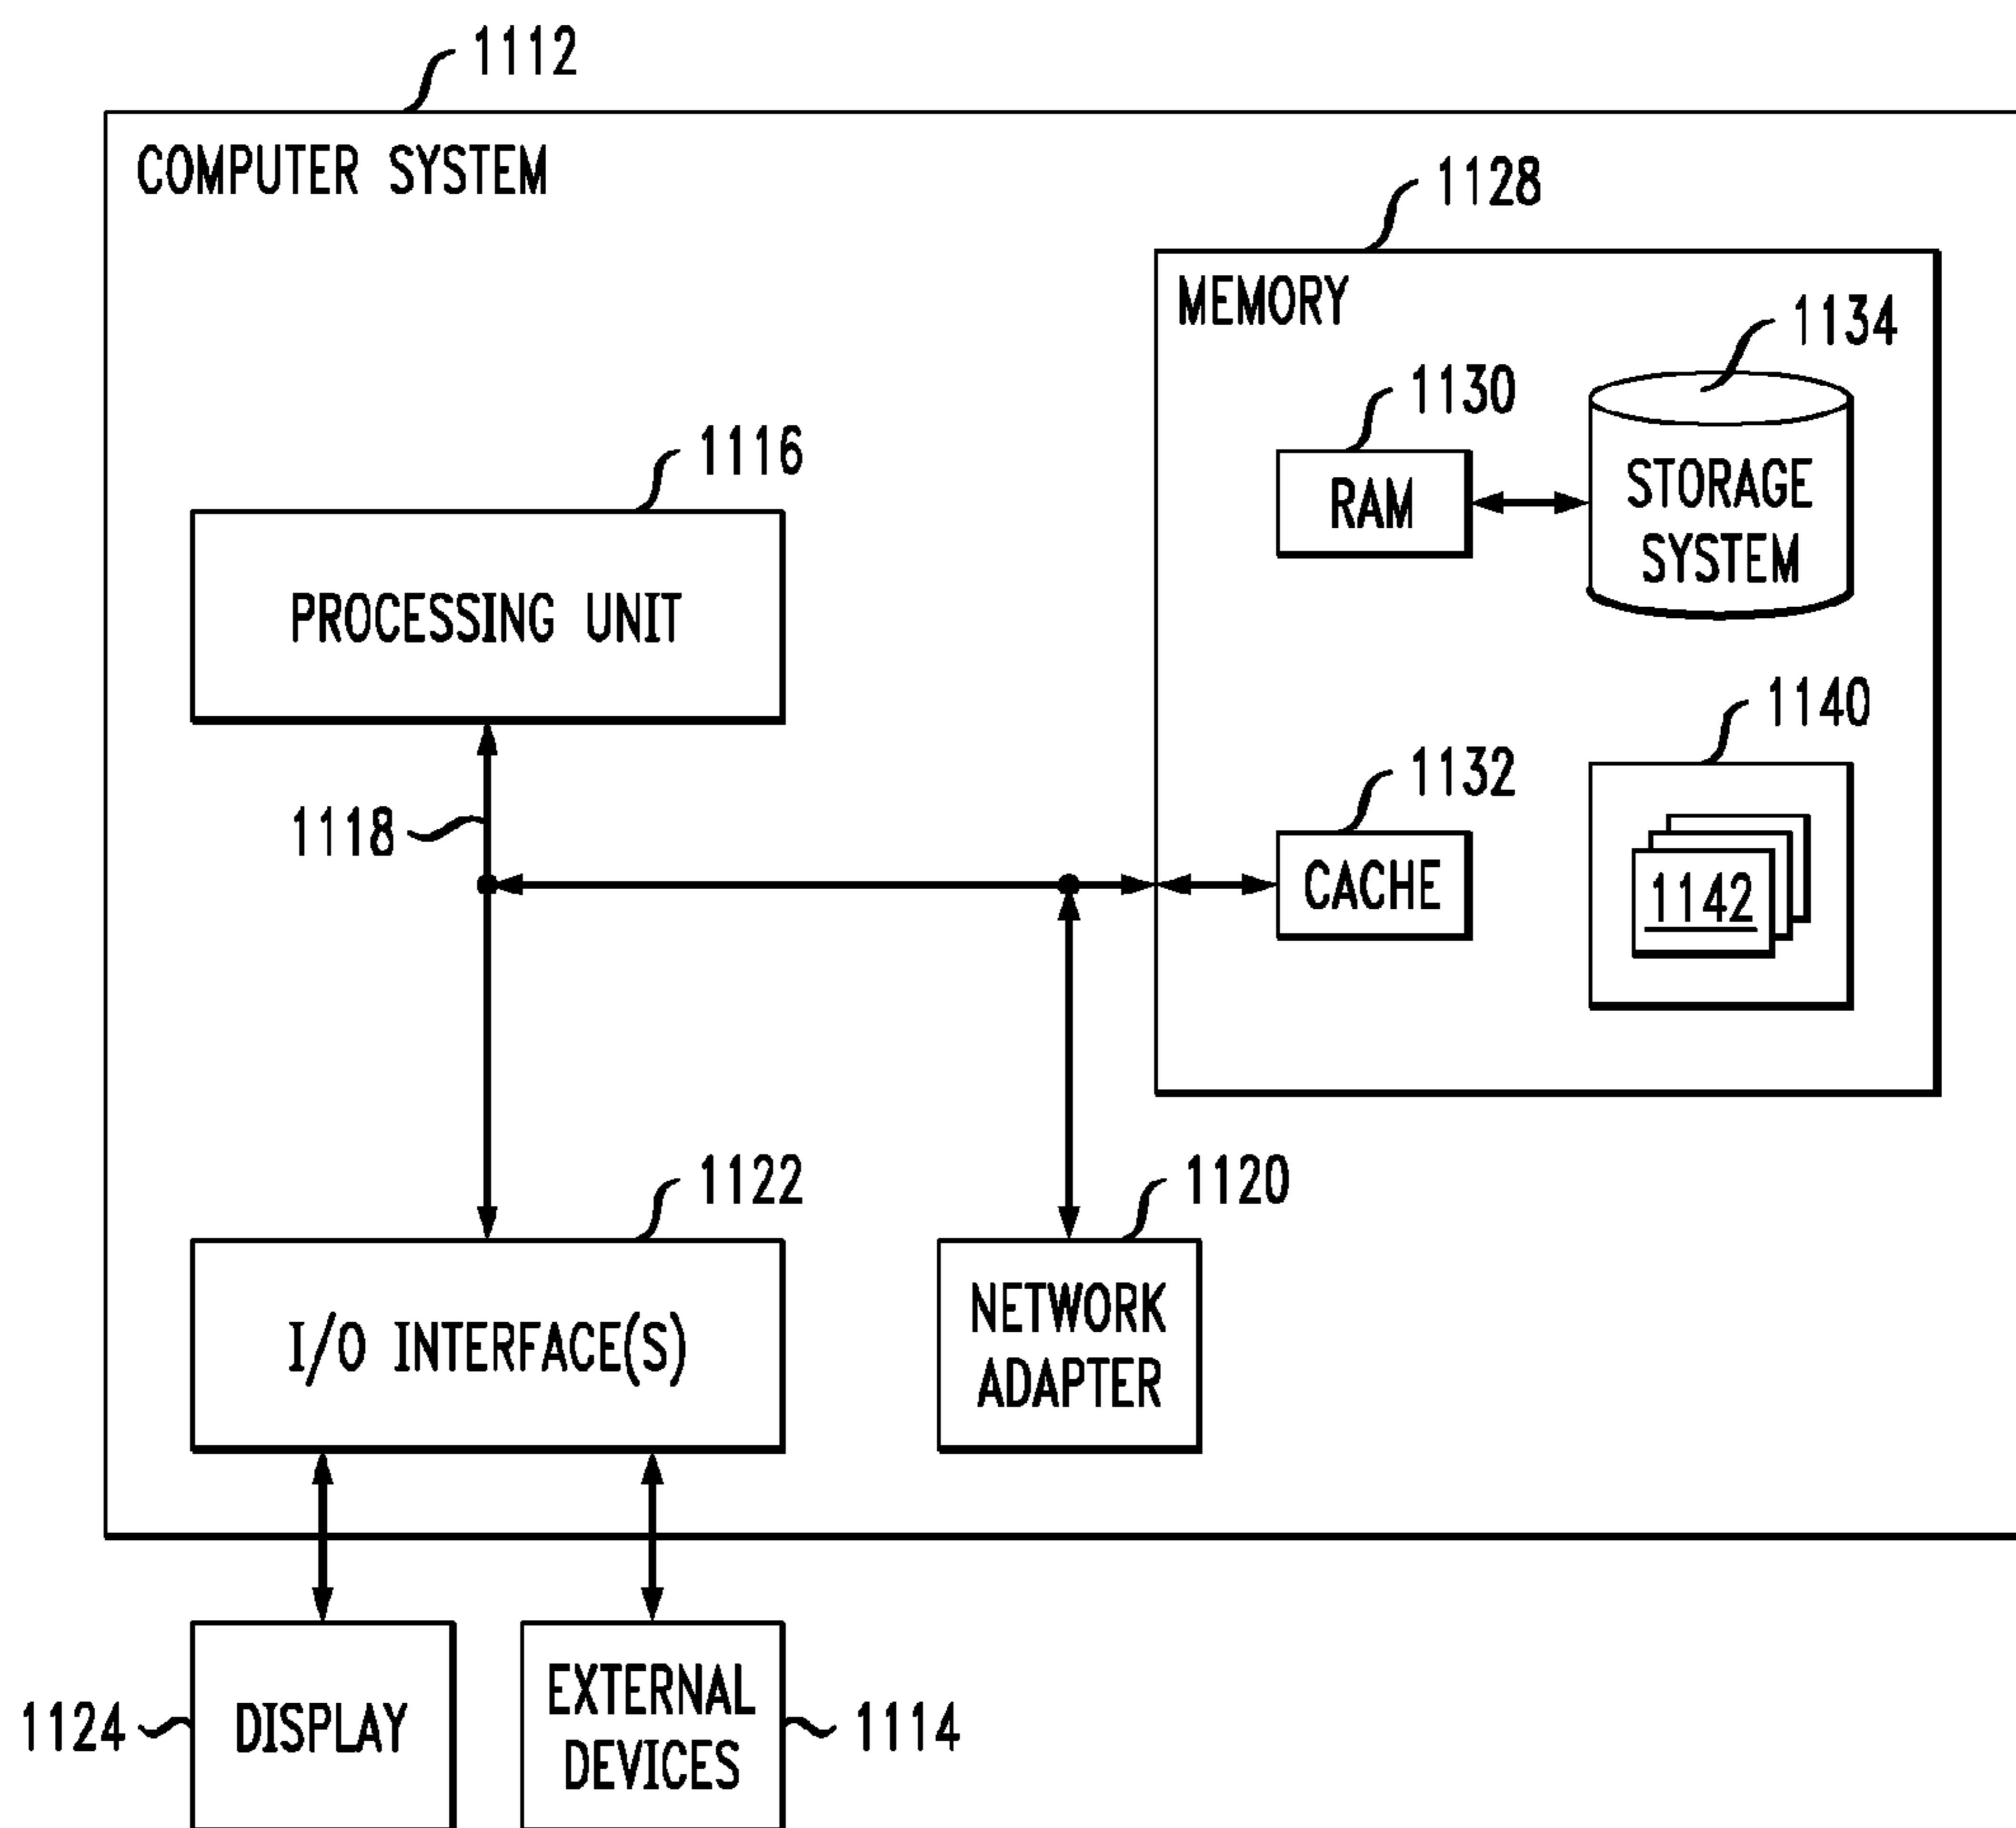 1112
COMPUTER SYSTEM
1128
MEMORY
1134
1130
RAM
STORAGE
SYSTEM
1116
PROCESSING UNIT
1140
1132
1118
CACHE
1142
1122
1120
I/O INTERFACE(S)
NETWORK
ADAPTER
1124
DISPLAY
EXTERNAL
DEVICES
1114